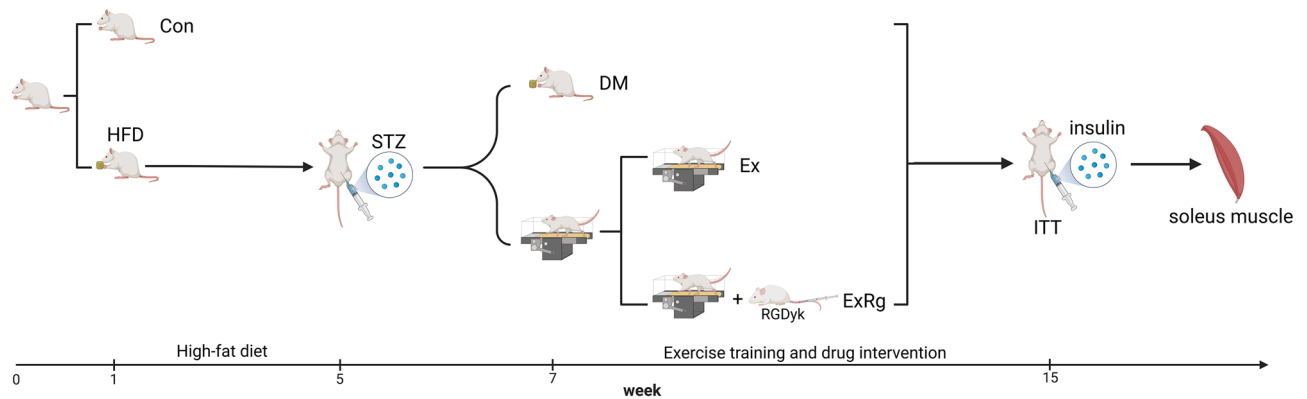 Con
HFD
STZ
DM
Ex
+
RGDyk
ExRg
insulin
ITT
soleus muscle
High-fat diet
Exercise training and drug intervention
0
1
5
7
15
week